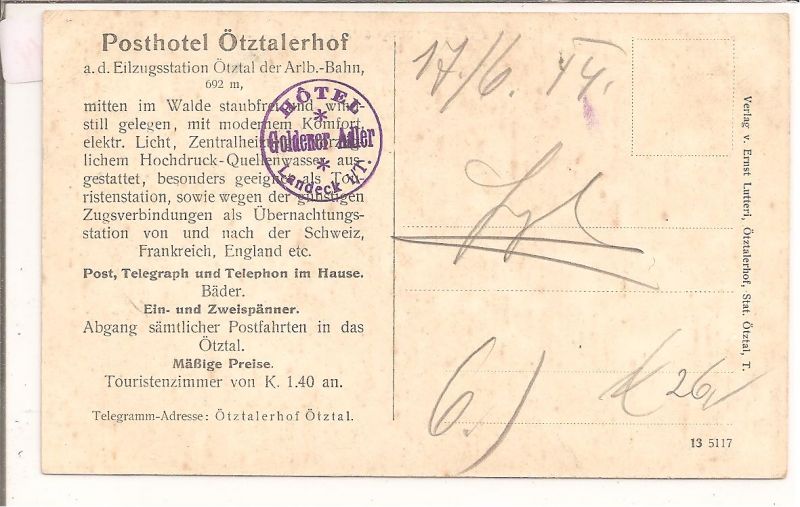 Posthotel Ötztalerhof
a. d. Eilzugsstation Ötztal der Arlb.-Bahn,
692 m,
mitten im Walde staubfrei und wind-
still gelegen, mit modernem Komfort,
elektr. Licht, Zentralheizung, vorzüg-
lichem Hochdruck-Quellenwasser aus-
gestattet, besonders geeignet als Tou-
ristenstation, sowie wegen der günstigen
Zugsverbindungen als Übernachtungs-
station von und nach der Schweiz,
Frankreich, England etc.
Post, Telegraph und Telephon im Hause.
Bäder.
Ein- und Zweispänner.
Abgang sämtlicher Postfahrten in das
Ötztal.
Mäßige Preise.
Touristenzimmer von K. 1.40 an.
Telegramm-Adresse: Ötztalerhof Ötztal.
HÔTEL
Goldener Adler
Landeck i/T.
17/6.
6.)
26
Verlag v. Ernst Lutteri, Ötztalerhof, Stat. Ötztal, T.
13 5117